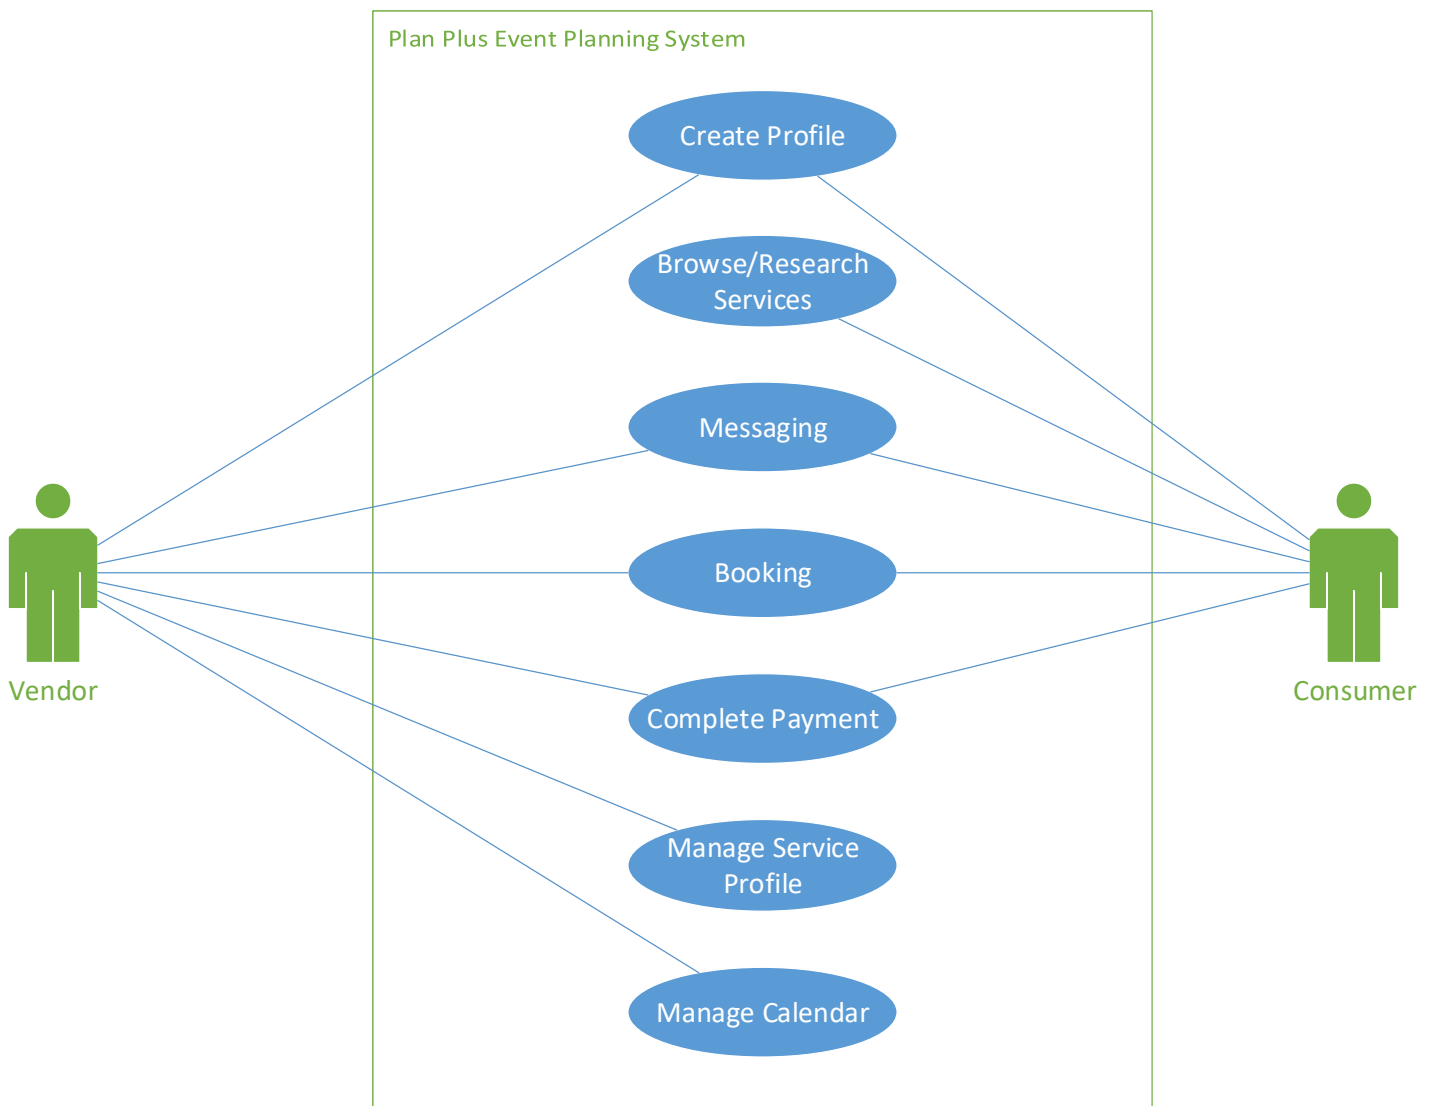 Plan Plus Event Planning System
Create Profile
Browse/Research
Services
Messaging
Booking
Vendor
Consumer
Complete Payment
Manage Service
Profile
Manage Calendar